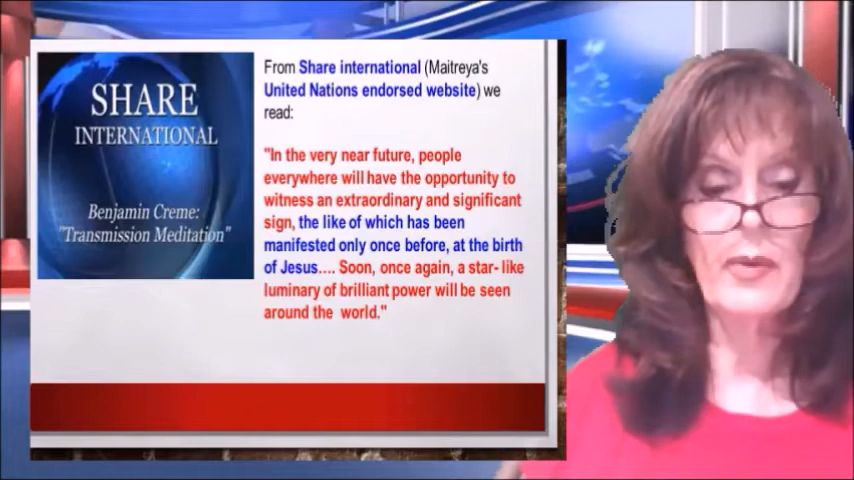 SHARE
INTERNATIONAL
Benjamin Creme:
"Transmission Meditation"
From Share international (Maitreya's
United Nations endorsed website) we
read:
"In the very near future, people
everywhere will have the opportunity to
witness an extraordinary and significant
sign, the like of which has been
manifested only once before, at the birth
of Jesus…. Soon, once again, a star- like
luminary of brilliant power will be seen
around the world."